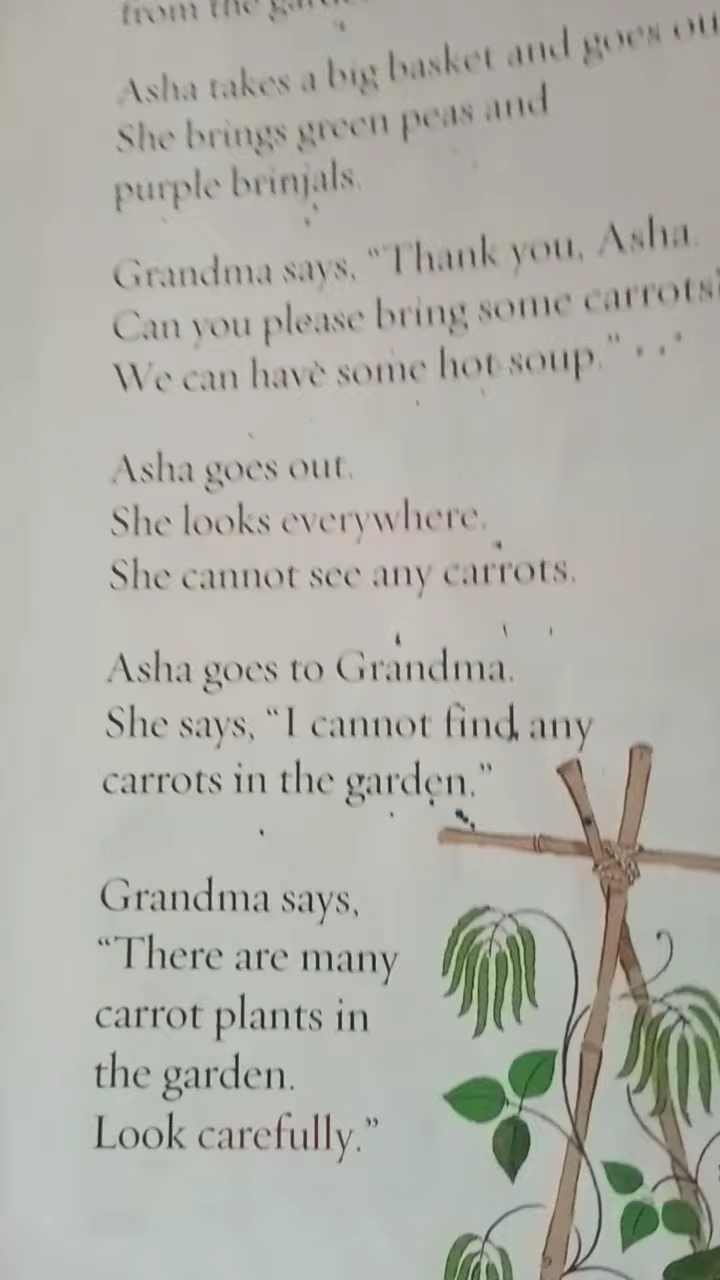 from the
Asha takes a big basket and goes
She brings green peas and
purple brinjals.
Grandma says, “Thank you, Asha.
Can you please bring some carrots?
We can have some hot soup.”
Asha goes out.
She looks everywhere.
She cannot see any carrots.
Asha goes to Grandma.
She says, “I cannot find any
carrots in the garden.”
Grandma says,
“There are many
carrot plants in
the garden.
Look carefully.”